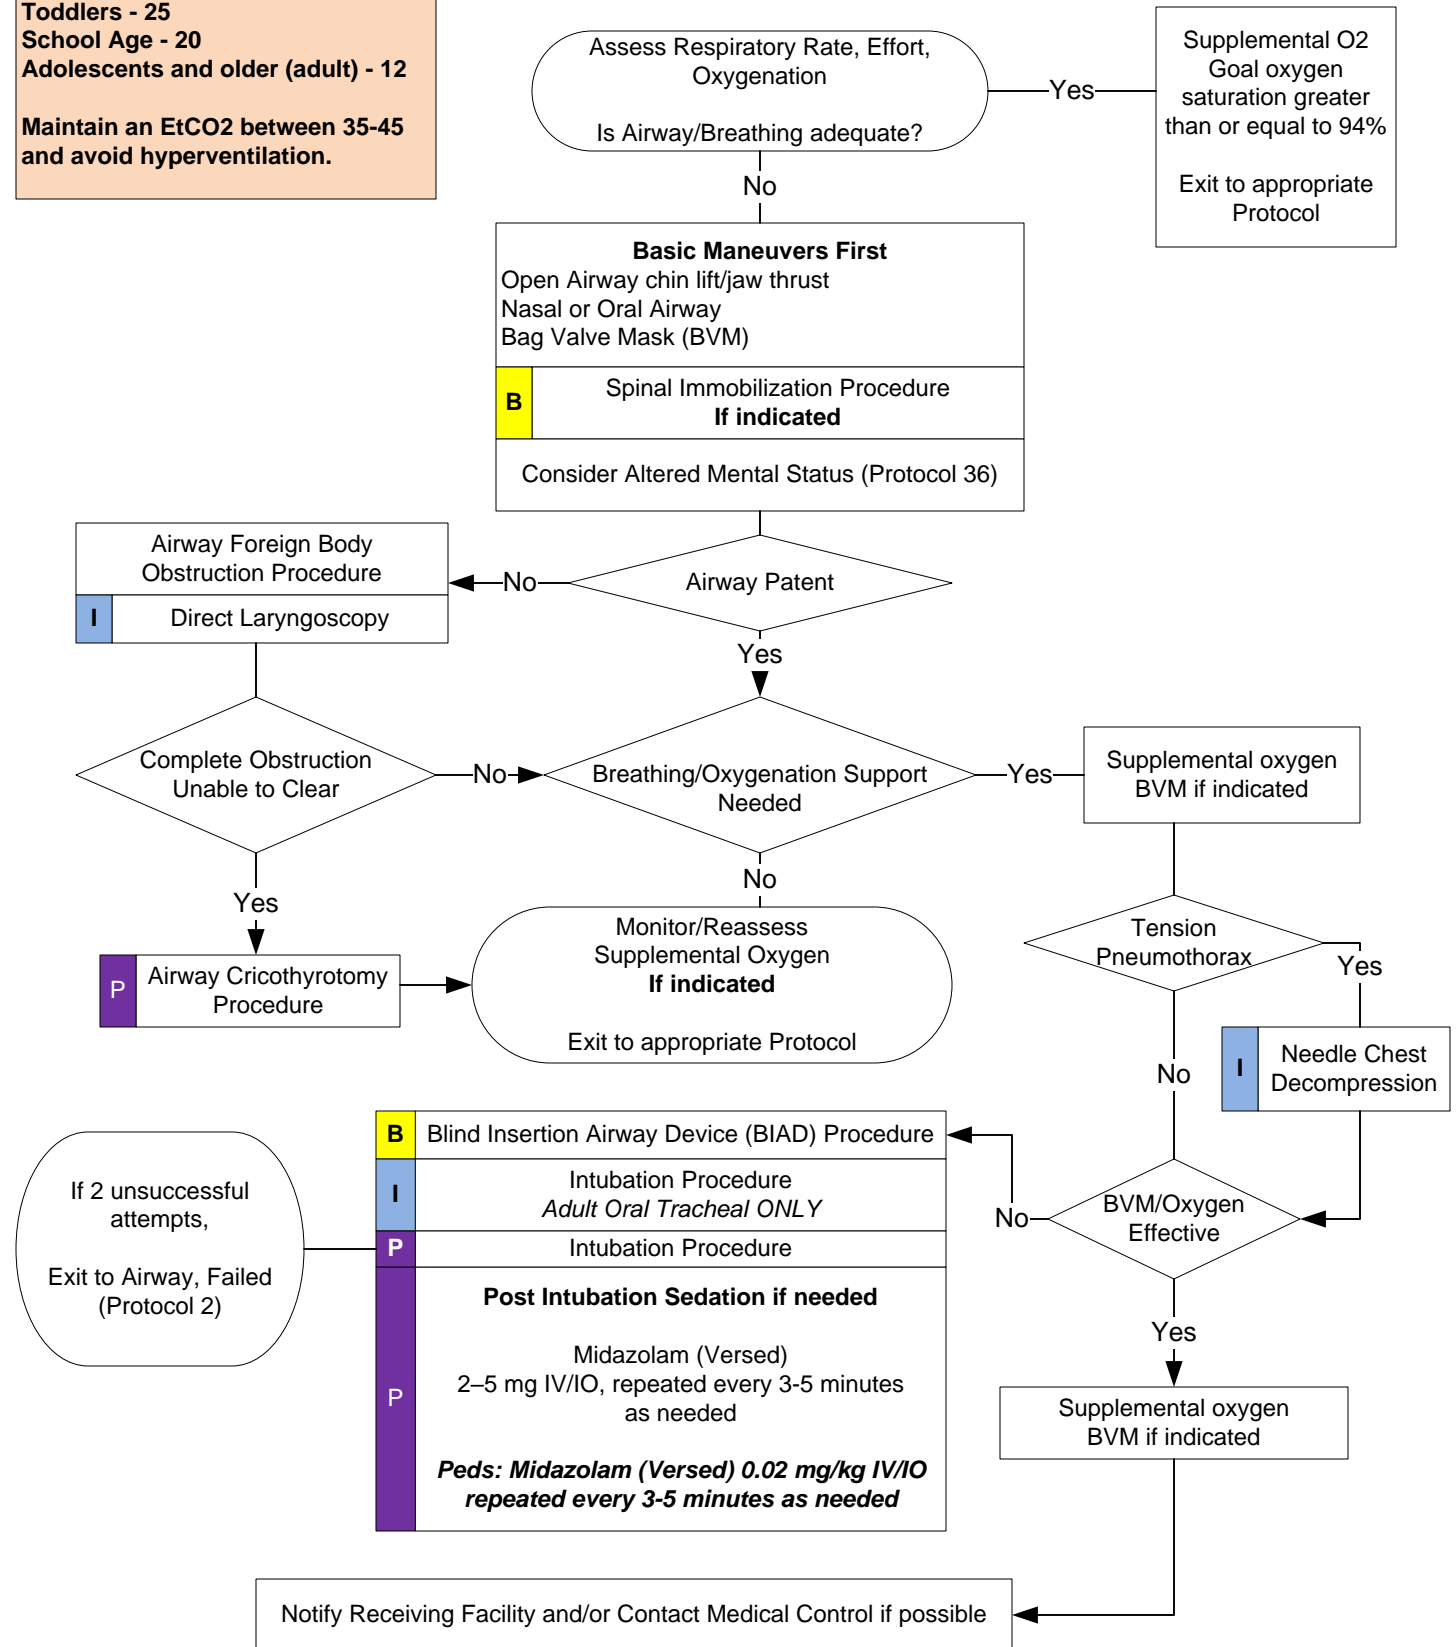 Toddlers - 25
School Age - 20
Adolescents and older (adult) - 12
Maintain an EtCO2 between 35-45
and avoid hyperventilation.
Assess Respiratory Rate, Effort,
Oxygenation
Is Airway/Breathing adequate?
Yes
Supplemental O2
Goal oxygen
saturation greater
than or equal to 94%
Exit to appropriate
Protocol
No
Basic Maneuvers First
Open Airway chin lift/jaw thrust
Nasal or Oral Airway
Bag Valve Mask (BVM)
B
Spinal Immobilization Procedure
If indicated
Consider Altered Mental Status (Protocol 36)
Airway Patent
No
Airway Foreign Body
Obstruction Procedure
I
Direct Laryngoscopy
Yes
Complete Obstruction
Unable to Clear
No
Breathing/Oxygenation Support
Needed
Yes
Supplemental oxygen
BVM if indicated
Yes
P
Airway Cricothyrotomy
Procedure
No
Monitor/Reassess
Supplemental Oxygen
If indicated
Exit to appropriate Protocol
Tension
Pneumothorax
Yes
I
Needle Chest
Decompression
No
BVM/Oxygen
Effective
No
B
Blind Insertion Airway Device (BIAD) Procedure
I
Intubation Procedure
Adult Oral Tracheal ONLY
P
Intubation Procedure
P
Post Intubation Sedation if needed
Midazolam (Versed)
2–5 mg IV/IO, repeated every 3-5 minutes
as needed
Peds: Midazolam (Versed) 0.02 mg/kg IV/IO
repeated every 3-5 minutes as needed
If 2 unsuccessful
attempts,
Exit to Airway, Failed
(Protocol 2)
Yes
Supplemental oxygen
BVM if indicated
Notify Receiving Facility and/or Contact Medical Control if possible